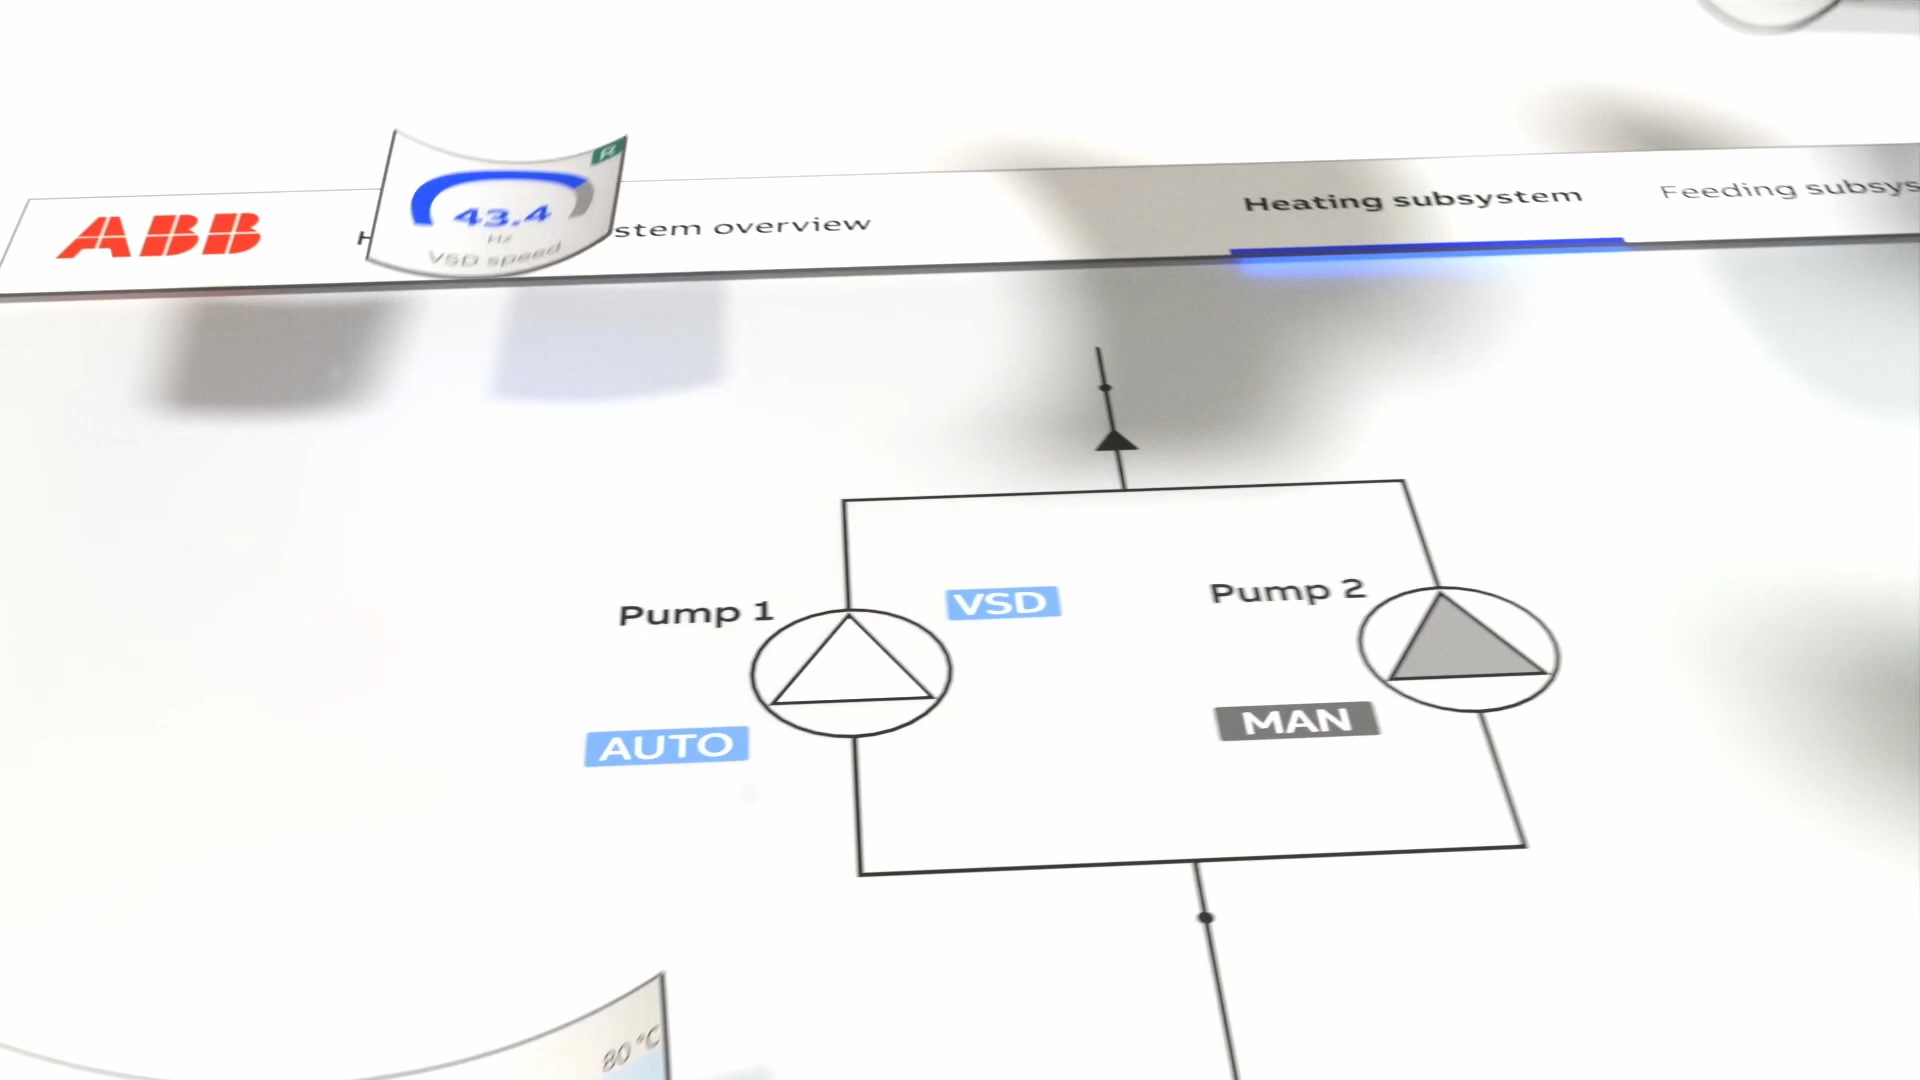 R
43.4
Hz
VSD speed
ABB
stem overview
Heating subsystem
Feeding subsys
Pump 1
VSD
Pump 2
AUTO
MAN
80 °C